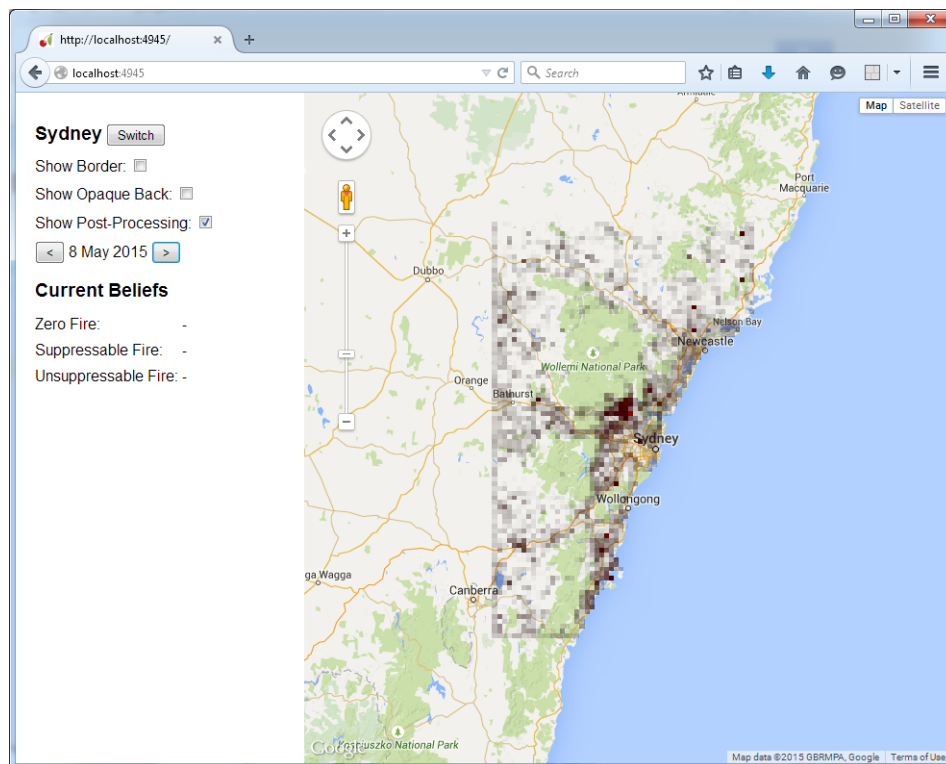 http://localhost:4945/
localhost:4945
Search
Sydney Switch
Show Border:
Show Opaque Back:
Show Post-Processing:
< 8 May 2015 >
Current Beliefs
Zero Fire: -
Suppressable Fire: -
Unsuppressable Fire: -
Map Satellite
Port
Macquarie
Dubbo
Nelson Bay
Newcastle
Wollemi National Park
Orange
Bathurst
Sydney
Wollongong
ga Wagga
Canberra
Google
Kosciuszko National Park
Map data ©2015 GBRMPA, Google Terms of Use